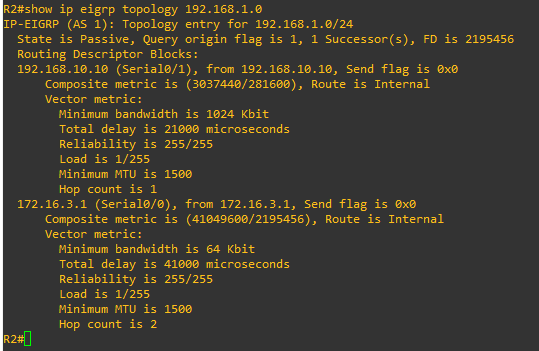 R2#show ip eigrp topology 192.168.1.0
IP-EIGRP (AS 1): Topology entry for 192.168.1.0/24
State is Passive, Query origin flag is 1, 1 Successor(s), FD is 2195456
Routing Descriptor Blocks:
192.168.10.10 (Serial0/1), from 192.168.10.10, Send flag is 0x0
Composite metric is (3037440/281600), Route is Internal
Vector metric:
Minimum bandwidth is 1024 Kbit
Total delay is 21000 microseconds
Reliability is 255/255
Load is 1/255
Minimum MTU is 1500
Hop count is 1
172.16.3.1 (Serial0/0), from 172.16.3.1, Send flag is 0x0
Composite metric is (41049600/2195456), Route is Internal
Vector metric:
Minimum bandwidth is 64 Kbit
Total delay is 41000 microseconds
Reliability is 255/255
Load is 1/255
Minimum MTU is 1500
Hop count is 2
R2#